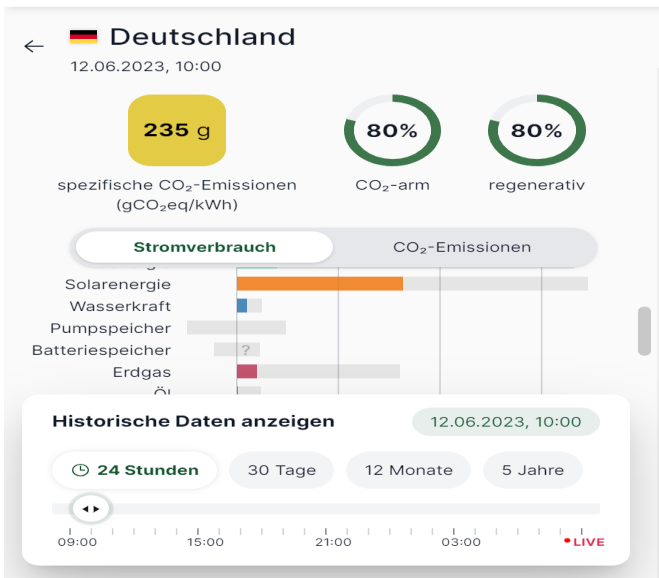 Deutschland
12.06.2023, 10:00
235 g
80%
80%
spezifische CO₂-Emissionen
(gCO₂eq/kWh)
CO₂-arm
regenerativ
Stromverbrauch
CO₂-Emissionen
Solarenergie
Wasserkraft
Pumpspeicher
Batteriespeicher
?
Erdgas
Öl
Historische Daten anzeigen
12.06.2023, 10:00
24 Stunden
30 Tage
12 Monate
5 Jahre
09:00
15:00
21:00
03:00
LIVE